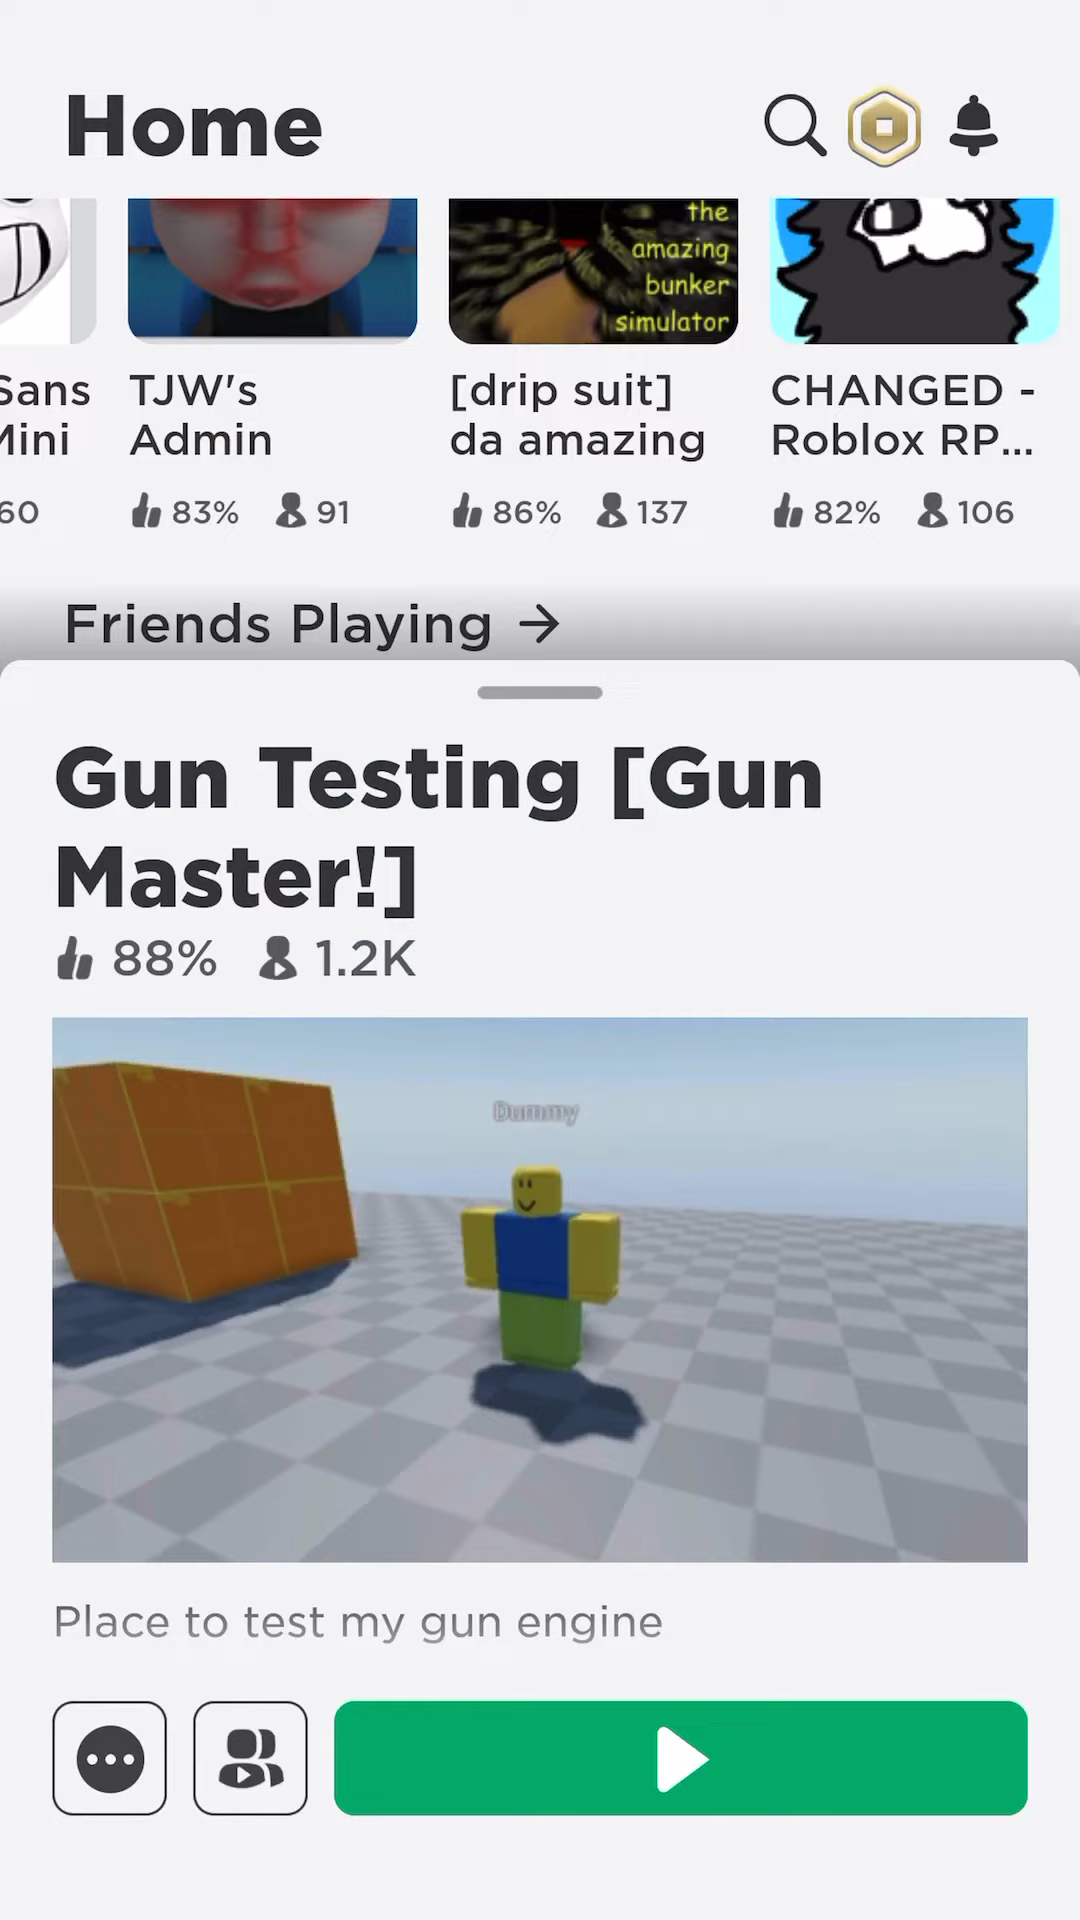 Home
the
amazing
bunker
simulator
Sans
Mini
60
TJW's
Admin
83% 91
[drip suit]
da amazing
86% 137
CHANGED -
Roblox RP...
82% 106
Friends Playing →
Gun Testing [Gun
Master!]
88% 1.2K
Dummy
Place to test my gun engine